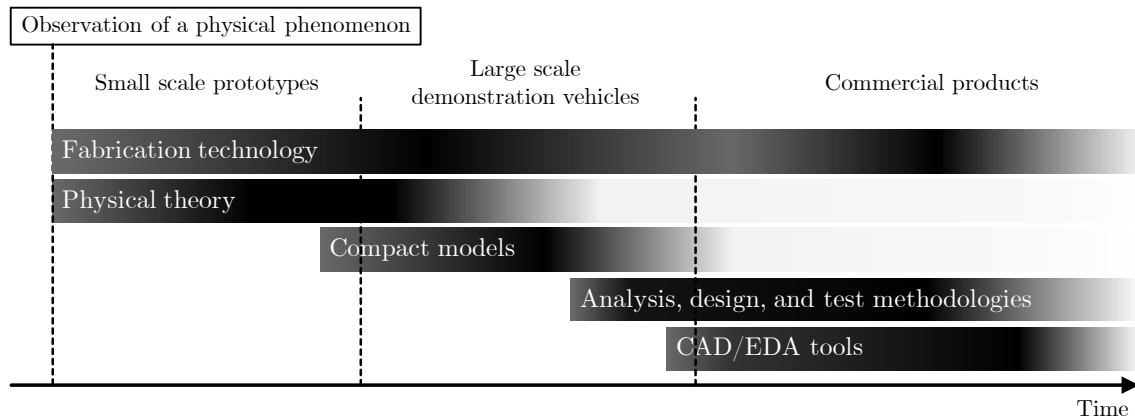 Observation of a physical phenomenon
Small scale prototypes
Large scale
demonstration vehicles
Commercial products
Fabrication technology
Physical theory
Compact models
Analysis, design, and test methodologies
CAD/EDA tools
Time